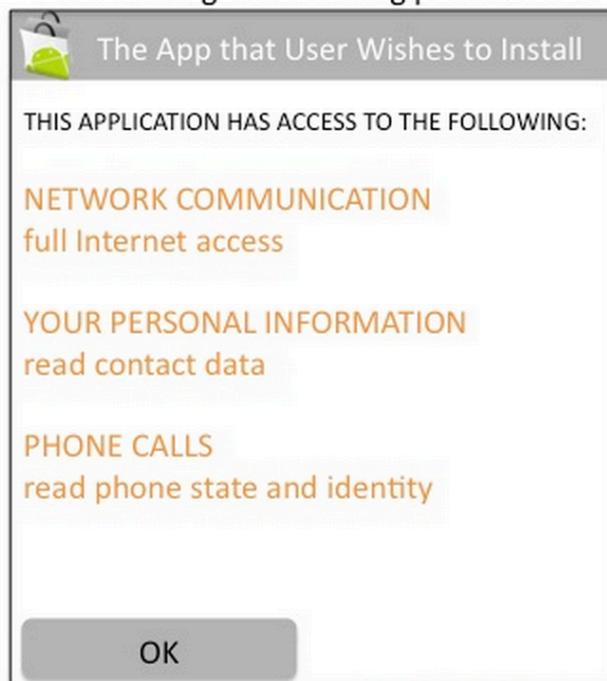 The App that User Wishes to Install
THIS APPLICATION HAS ACCESS TO THE FOLLOWING:
NETWORK COMMUNICATION
full Internet access
YOUR PERSONAL INFORMATION
read contact data
PHONE CALLS
read phone state and identity
OK